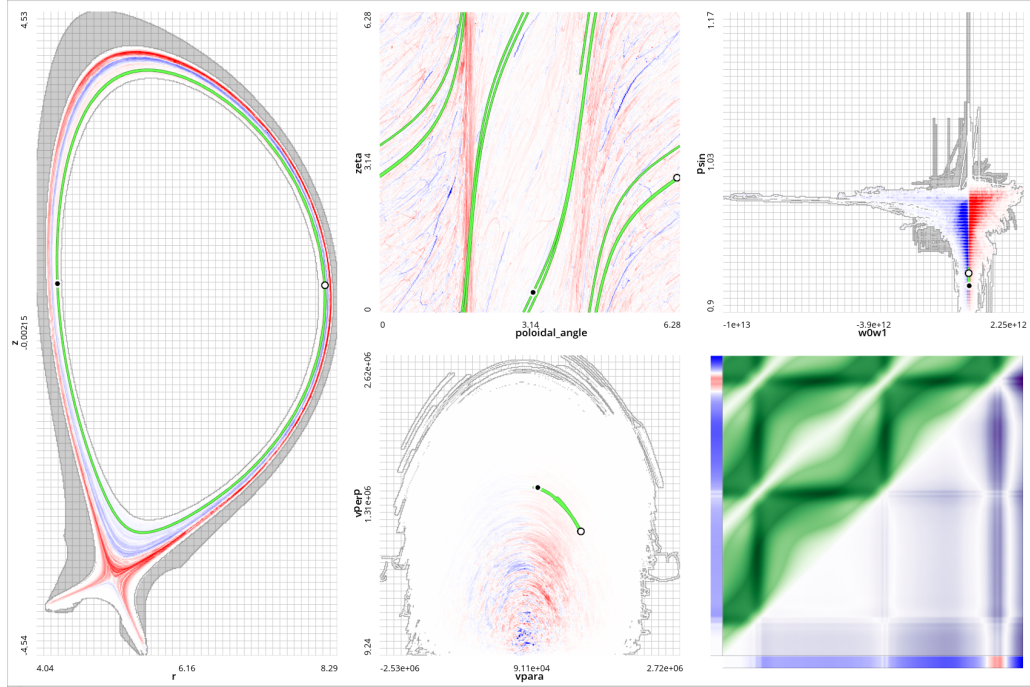 4.53
z
-0.00215
-4.54
4.04
6.16
8.29
r
6.28
zeta
3.14
0
0
3.14
6.28
poloidal_angle
1.17
psin
1.03
0.9
-1e+13
-3.9e+12
2.25e+12
w0w1
2.62e+06
vPerp
1.31e+06
9.24
-2.53e+06
9.11e+04
2.72e+06
vpara